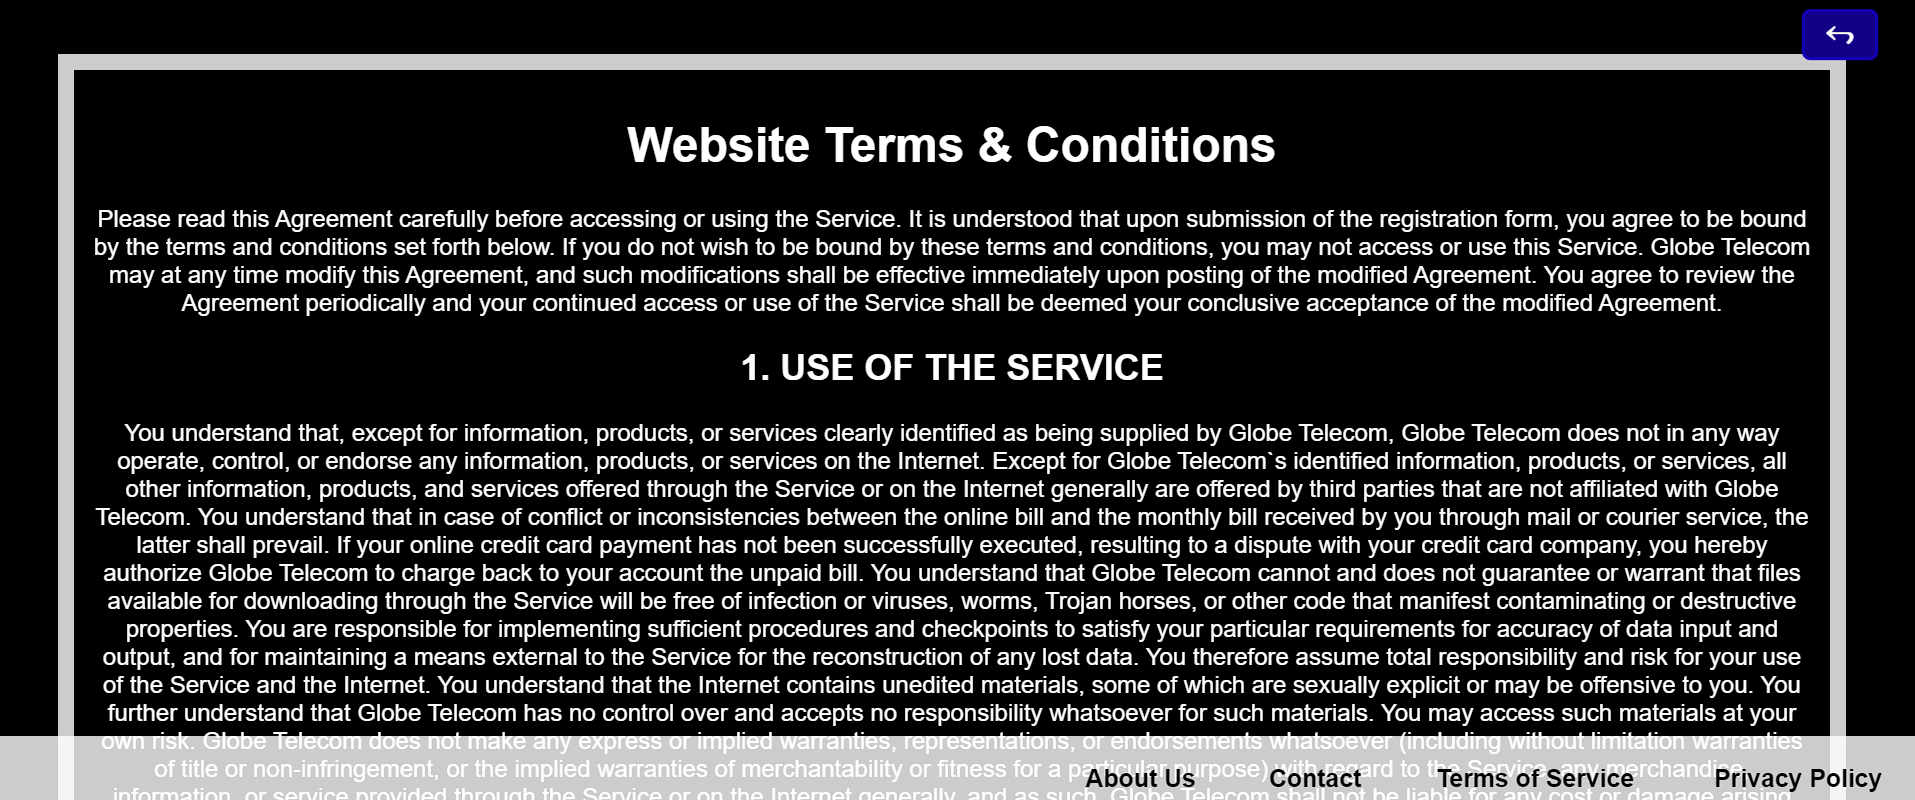 Website Terms & Conditions
Please read this Agreement carefully before accessing or using the Service. It is understood that upon submission of the registration form, you agree to be bound
by the terms and conditions set forth below. If you do not wish to be bound by these terms and conditions, you may not access or use this Service. Globe Telecom
may at any time modify this Agreement, and such modifications shall be effective immediately upon posting of the modified Agreement. You agree to review the
Agreement periodically and your continued access or use of the Service shall be deemed your conclusive acceptance of the modified Agreement.
1. USE OF THE SERVICE
You understand that, except for information, products, or services clearly identified as being supplied by Globe Telecom, Globe Telecom does not in any way
operate, control, or endorse any information, products, or services on the Internet. Except for Globe Telecom`s identified information, products, or services, all
other information, products, and services offered through the Service or on the Internet generally are offered by third parties that are not affiliated with Globe
Telecom. You understand that in case of conflict or inconsistencies between the online bill and the monthly bill received by you through mail or courier service, the
latter shall prevail. If your online credit card payment has not been successfully executed, resulting to a dispute with your credit card company, you hereby
authorize Globe Telecom to charge back to your account the unpaid bill. You understand that Globe Telecom cannot and does not guarantee or warrant that files
available for downloading through the Service will be free of infection or viruses, worms, Trojan horses, or other code that manifest contaminating or destructive
properties. You are responsible for implementing sufficient procedures and checkpoints to satisfy your particular requirements for accuracy of data input and
output, and for maintaining a means external to the Service for the reconstruction of any lost data. You therefore assume total responsibility and risk for your use
of the Service and the Internet. You understand that the Internet contains unedited materials, some of which are sexually explicit or may be offensive to you. You
further understand that Globe Telecom has no control over and accepts no responsibility whatsoever for such materials. You may access such materials at your
own risk. Globe Telecom does not make any express or implied warranties, representations, or endorsements whatsoever (including without limitation warranties
of title or non-infringement, or the implied warranties of merchantability or fitness for a particular purpose) with regard to the Service, any merchandise,
information, or service provided through the Service or on the Internet generally, and as such, Globe Telecom shall not be liable for any cost or damage arising
About Us Contact Terms of Service Privacy Policy